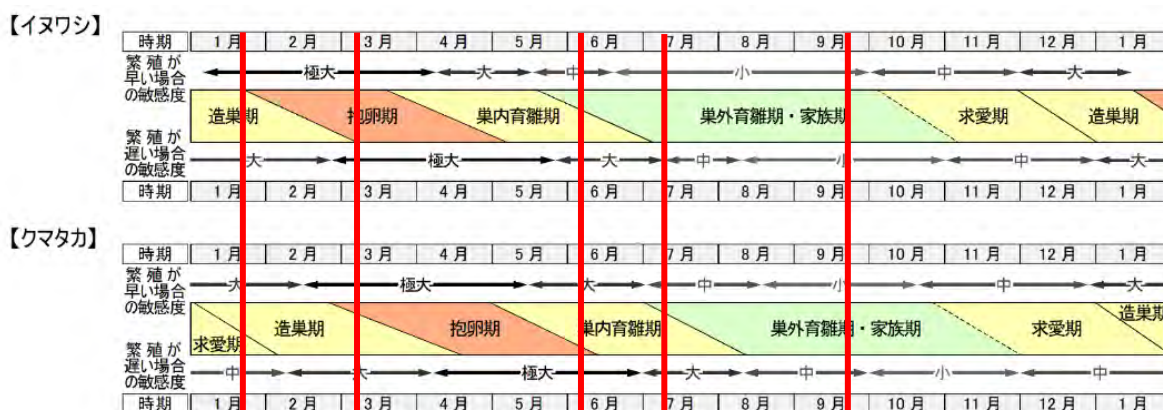 【イヌワシ】
時期 1月 2月 3月 4月 5月 6月 7月 8月 9月 10月 11月 12月 1月
繁殖が早い場合の敏感度 極大 大 中 小 中 大
造巣期 抱卵期 巣内育雛期 巣外育雛期・家族期 求愛期 造巣期
繁殖が遅い場合の敏感度 大 極大 大 中 小 中 大
時期 1月 2月 3月 4月 5月 6月 7月 8月 9月 10月 11月 12月 1月
【クマタカ】
時期 1月 2月 3月 4月 5月 6月 7月 8月 9月 10月 11月 12月 1月
繁殖が早い場合の敏感度 大 極大 大 中 小 中 大
求愛期 造巣期 抱卵期 巣内育雛期 巣外育雛期・家族期 求愛期 造巣期
繁殖が遅い場合の敏感度 中 大 極大 大 中 小 中
時期 1月 2月 3月 4月 5月 6月 7月 8月 9月 10月 11月 12月 1月